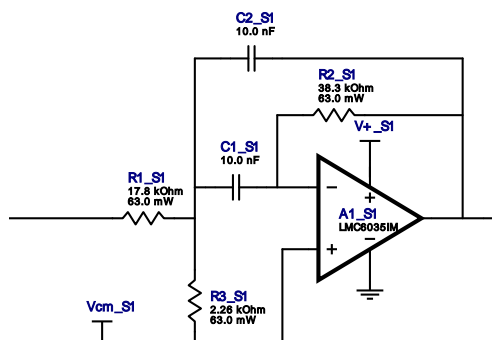 C2_S1
10.0 nF
R2_S1
38.3 kOhm
63.0 mW
V+_S1
C1_S1
10.0 nF
R1_S1
17.8 kOhm
63.0 mW
A1_S1
LMC6035IM
R3_S1
2.26 kOhm
63.0 mW
Vcm_S1